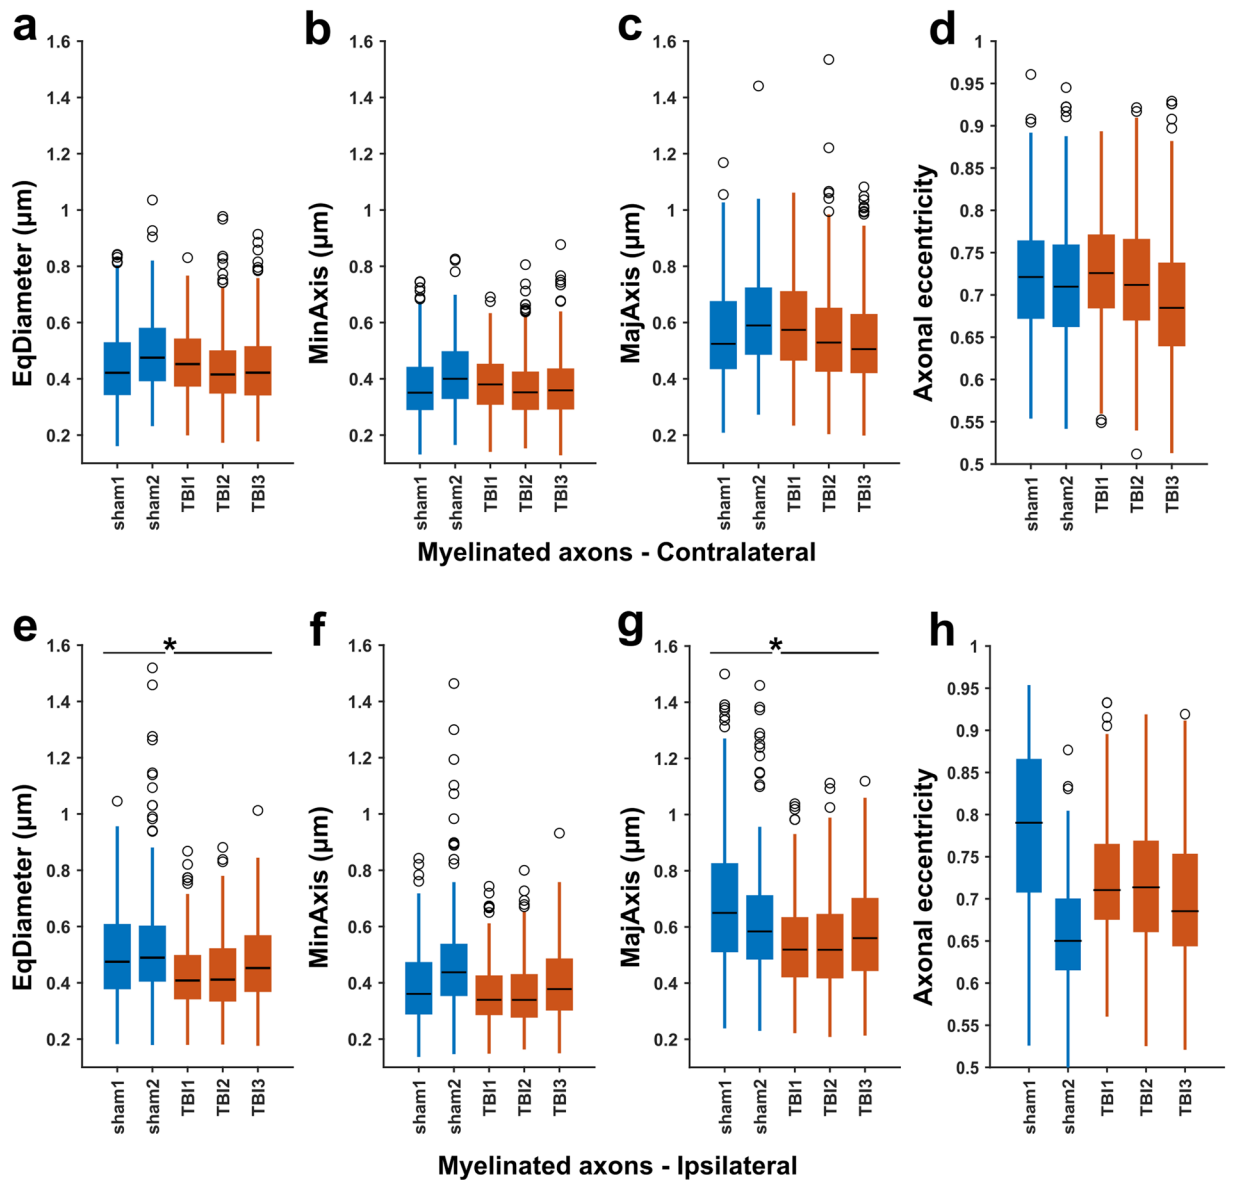 a
EqDiameter (µm)
1.6
1.4
1.2
1
0.8
0.6
0.4
0.2
sham1
sham2
TBI1
TBI2
TBI3
b
MinAxis (µm)
1.6
1.4
1.2
1
0.8
0.6
0.4
0.2
sham1
sham2
TBI1
TBI2
TBI3
c
MajAxis (µm)
1.6
1.4
1.2
1
0.8
0.6
0.4
0.2
sham1
sham2
TBI1
TBI2
TBI3
d
Axonal eccentricity
1
0.95
0.9
0.85
0.8
0.75
0.7
0.65
0.6
0.55
0.5
sham1
sham2
TBI1
TBI2
TBI3
Myelinated axons - Contralateral
e
EqDiameter (µm)
1.6
1.4
1.2
1
0.8
0.6
0.4
0.2
*
sham1
sham2
TBI1
TBI2
TBI3
f
MinAxis (µm)
1.6
1.4
1.2
1
0.8
0.6
0.4
0.2
sham1
sham2
TBI1
TBI2
TBI3
g
MajAxis (µm)
1.6
1.4
1.2
1
0.8
0.6
0.4
0.2
*
sham1
sham2
TBI1
TBI2
TBI3
h
Axonal eccentricity
1
0.95
0.9
0.85
0.8
0.75
0.7
0.65
0.6
0.55
0.5
sham1
sham2
TBI1
TBI2
TBI3
Myelinated axons - Ipsilateral